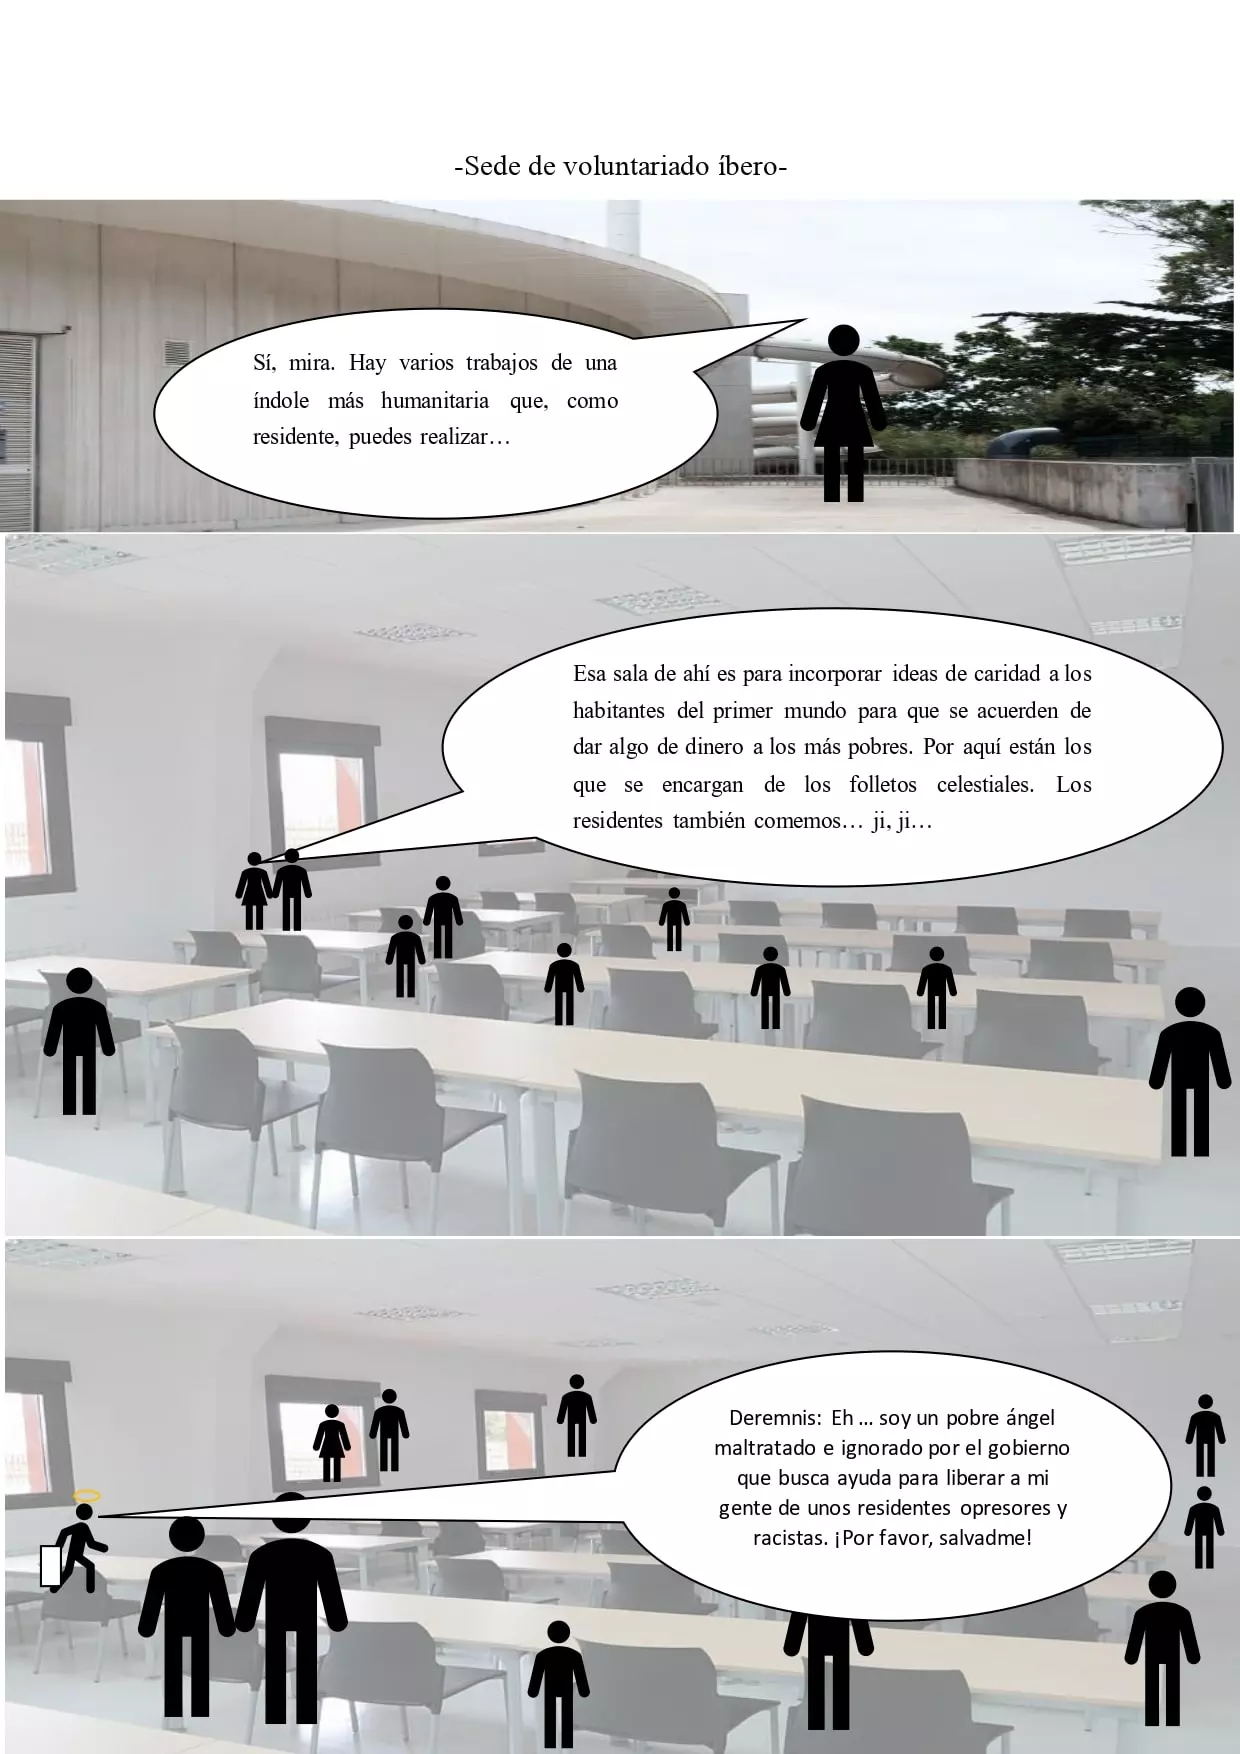 -Sede de voluntariado íbero-
Sí, mira. Hay varios trabajos de una
índole más humanitaria que, como
residente, puedes realizar…
Esa sala de ahí es para incorporar ideas de caridad a los
habitantes del primer mundo para que se acuerden de
dar algo de dinero a los más pobres. Por aquí están los
que se encargan de los folletos celestiales. Los
residentes también comemos… ji, ji…
Deremnis: Eh … soy un pobre ángel
maltratado e ignorado por el gobierno
que busca ayuda para liberar a mi
gente de unos residentes opresores y
racistas. ¡Por favor, salvadme!